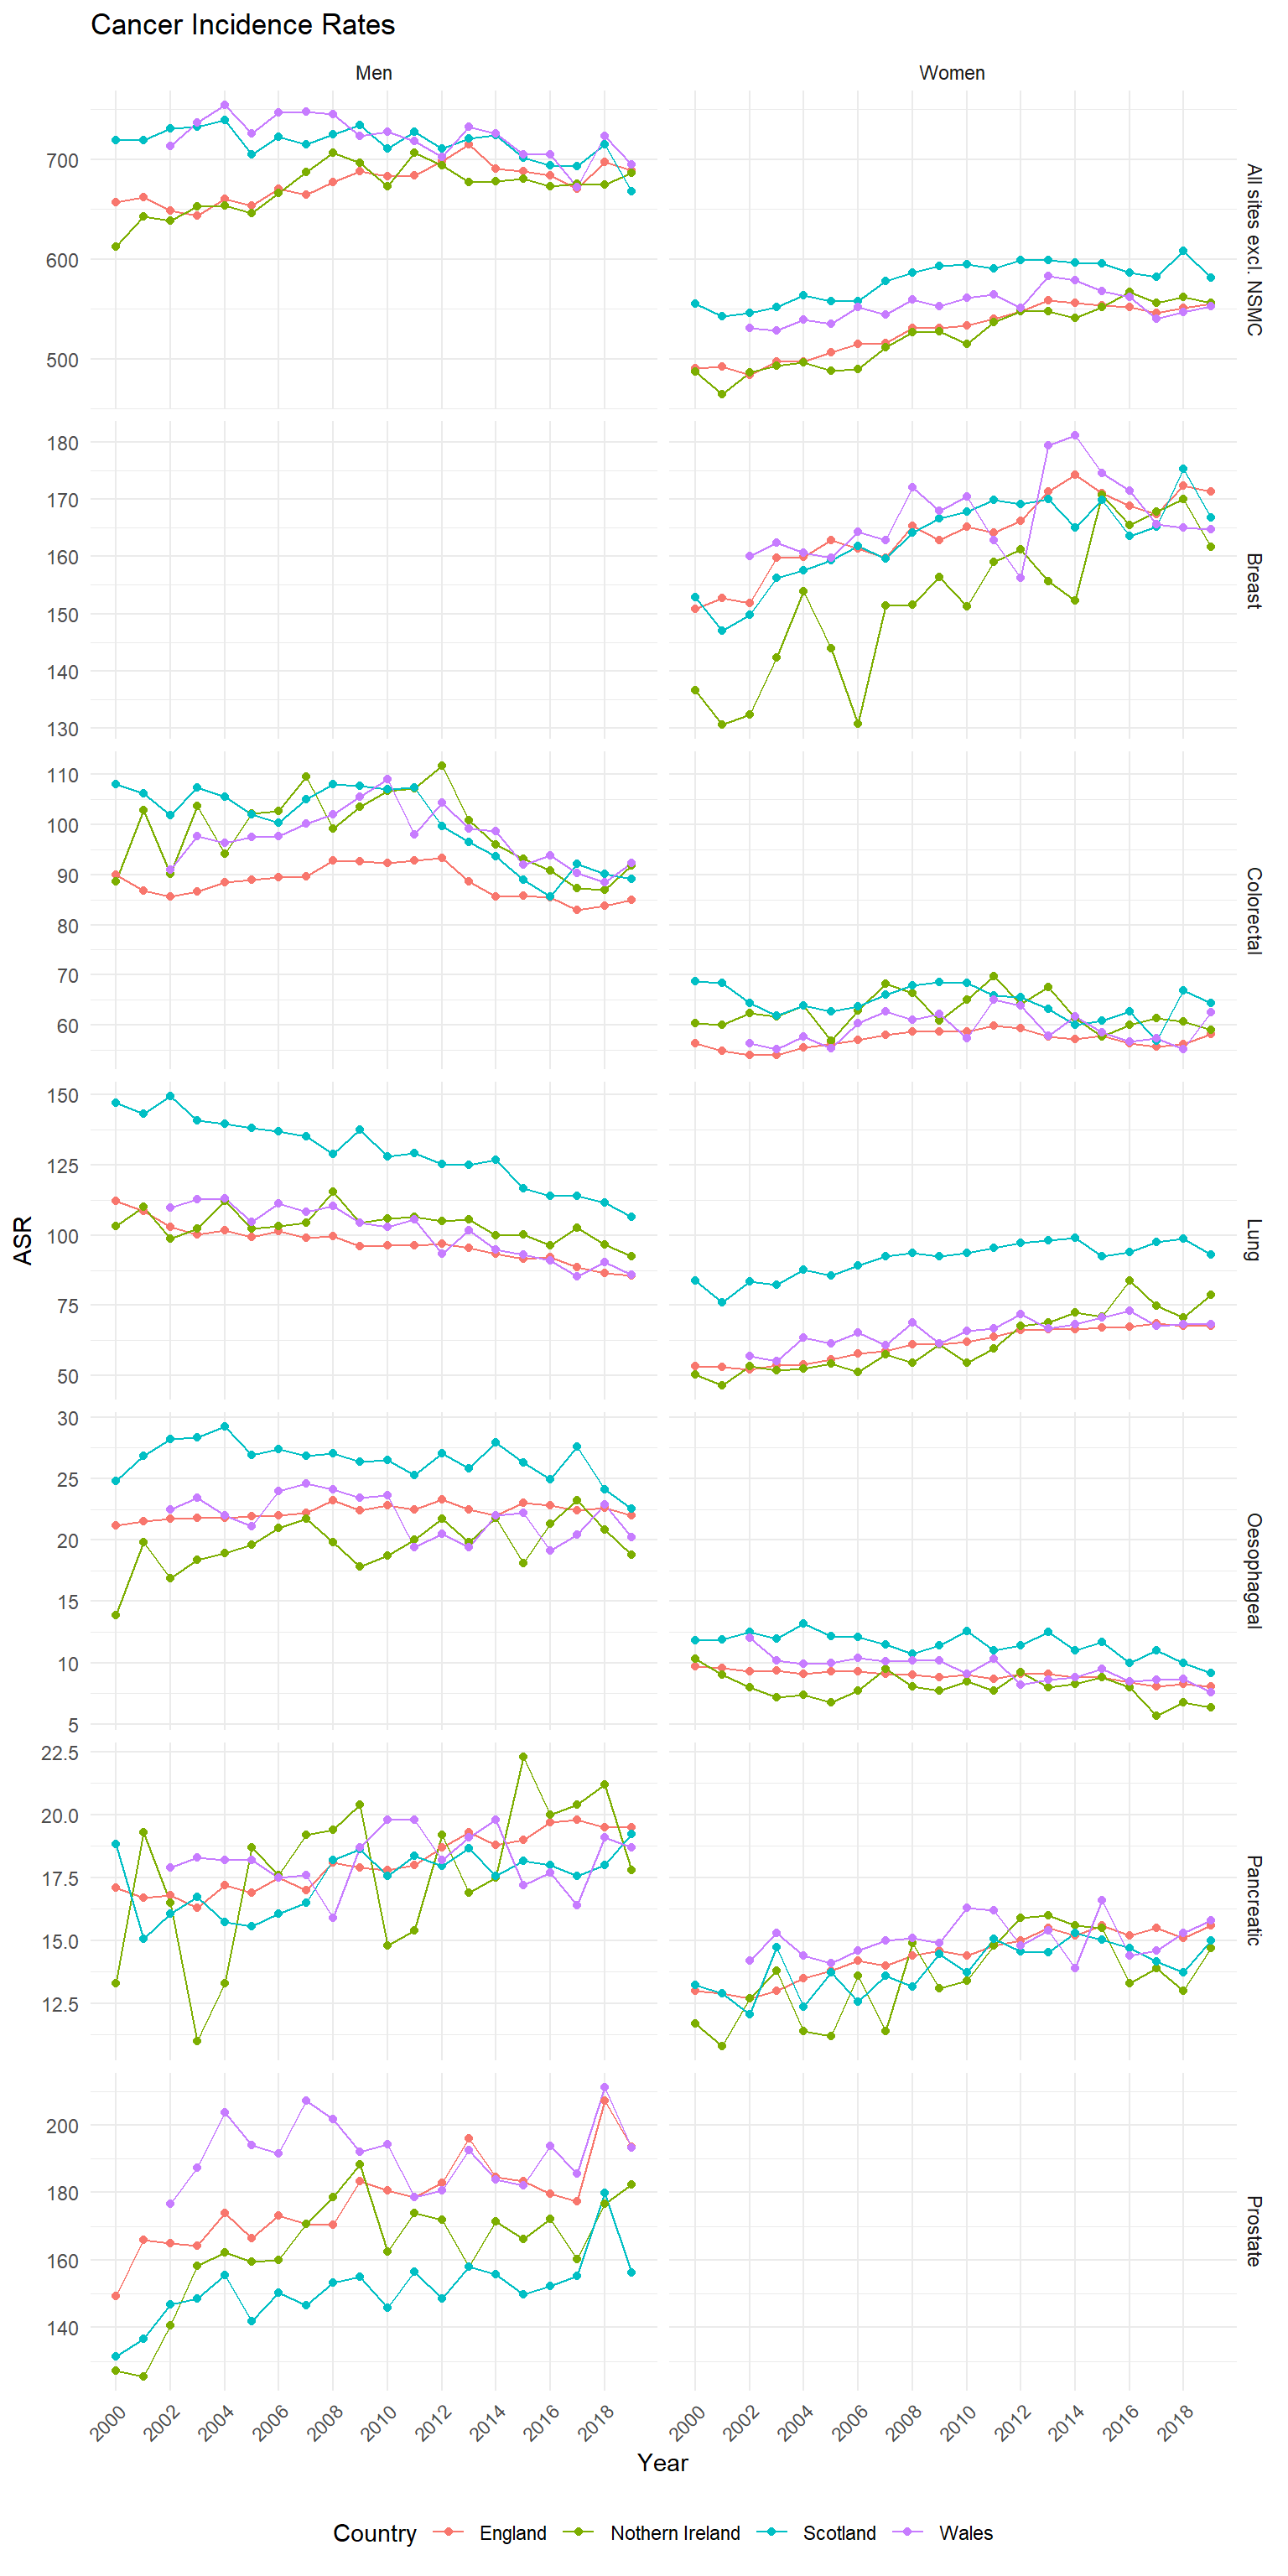 Cancer Incidence Rates
Men
Women
700
600
500
All sites excl. NSMC
180
170
160
150
140
130
Breast
110
100
90
80
70
60
Colorectal
150
125
100
75
50
Lung
ASR
30
25
20
15
10
5
Oesophageal
22.5
20.0
17.5
15.0
12.5
Pancreatic
200
180
160
140
Prostate
2000 2002 2004 2006 2008 2010 2012 2014 2016 2018
2000 2002 2004 2006 2008 2010 2012 2014 2016 2018
Year
Country England Nothern Ireland Scotland Wales